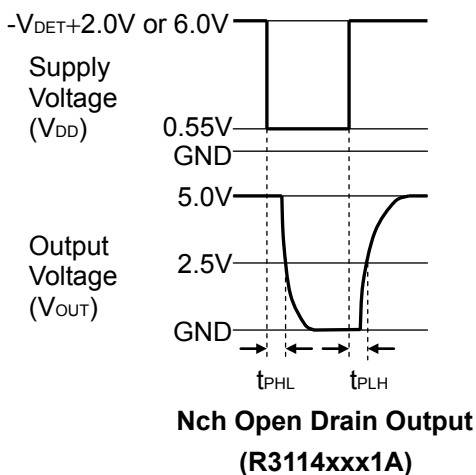 -VDET+2.0V or 6.0V
Supply
Voltage
(VDD)
0.55V
GND
5.0V
Output
Voltage
(VOUT)
2.5V
GND
tPHL
tPLH
Nch Open Drain Output
(R3114xxx1A)